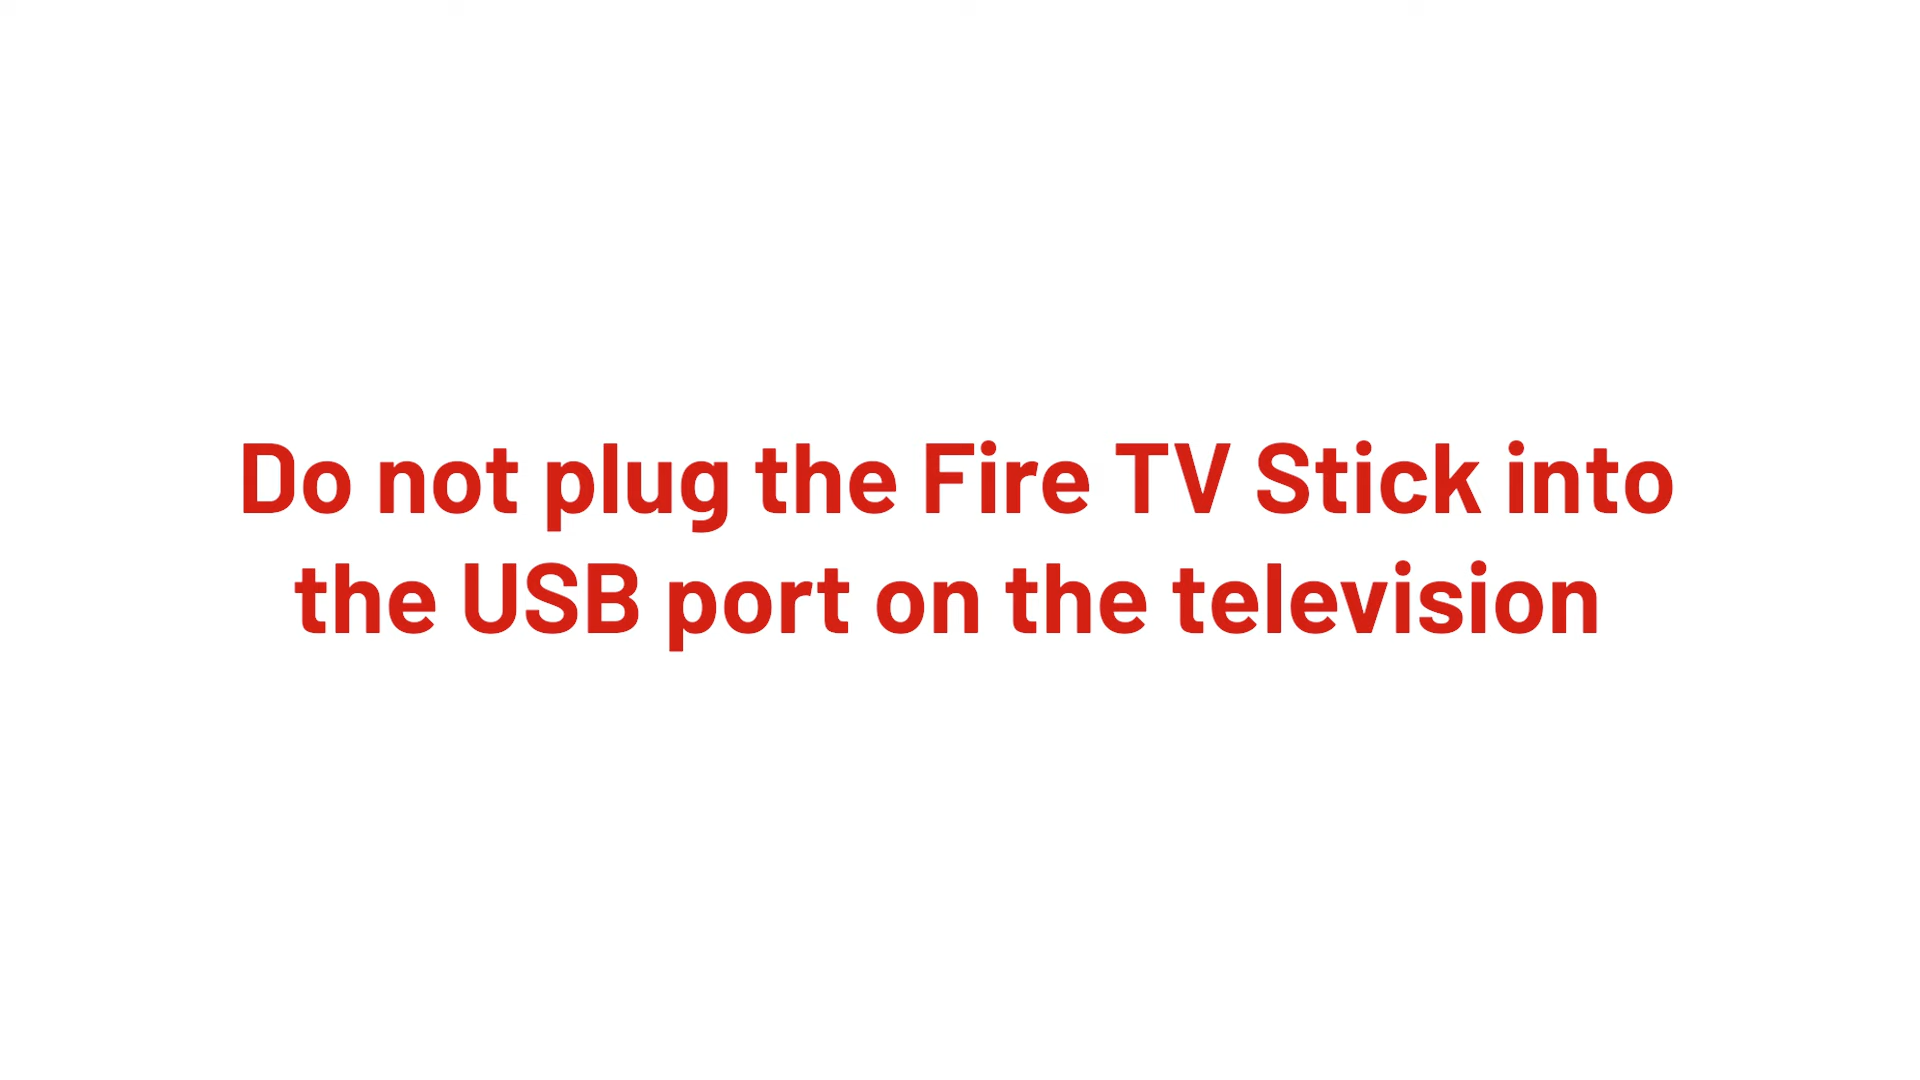 Do not plug the Fire TV Stick into
the USB port on the television